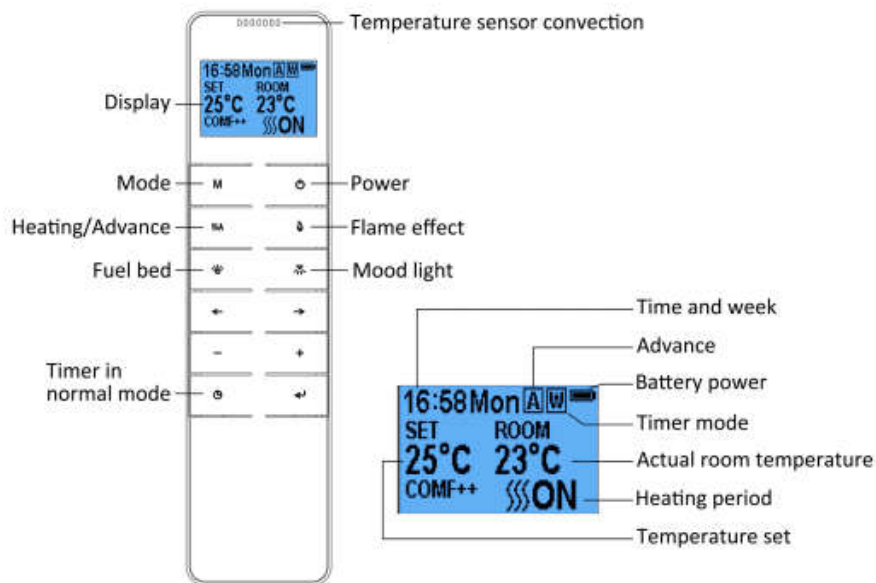 Temperature sensor convection
16:58Mon A W
SET ROOM
25°C 23°C
COMF++ ON
Display
Mode M Power
Heating/Advance Flame effect
Fuel bed Mood light
← →
- +
Timer in
normal mode
Time and week
Advance
Battery power
16:58Mon A W
Timer mode
SET ROOM
25°C 23°C
Actual room temperature
COMF++ ON
Heating period
Temperature set